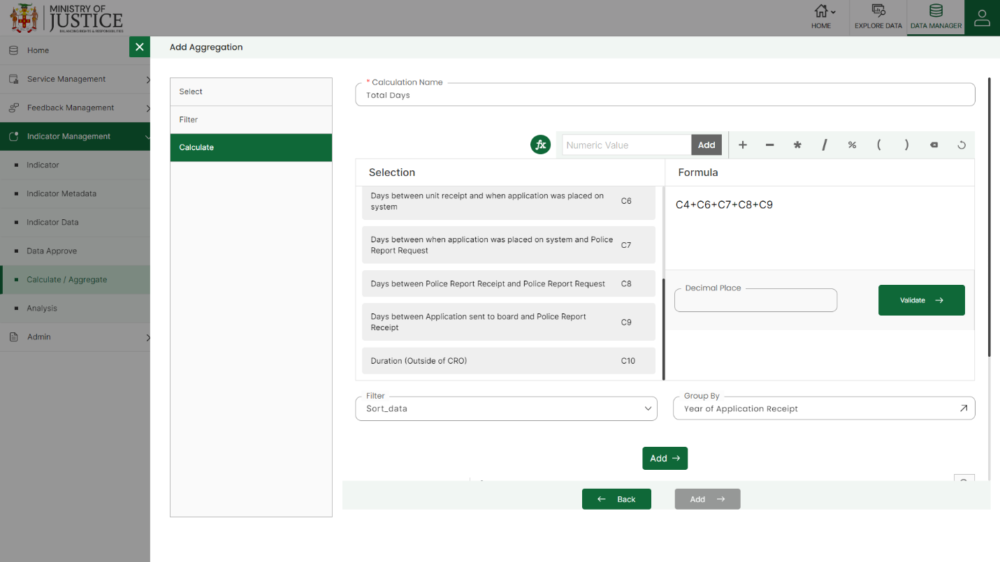 MINISTRY OF
JUSTICE
BALANCING RIGHTS & RESPONSIBILITIES
HOME
EXPLORE DATA
DATA MANAGER
Home
Service Management
Feedback Management
Indicator Management
Indicator
Indicator Metadata
Indicator Data
Data Approve
Calculate / Aggregate
Analysis
Admin
Add Aggregation
Select
Filter
Calculate
* Calculation Name
Total Days
fx
Numeric Value
Add
+ − * / % ( )
Selection
Formula
Days between unit receipt and when application was placed on
system
C6
Days between when application was placed on system and Police
Report Request
C7
Days between Police Report Receipt and Police Report Request
C8
Days between Application sent to board and Police Report
Receipt
C9
Duration (Outside of CRO)
C10
C4+C6+C7+C8+C9
Decimal Place
Validate
Filter
Sort_data
Group By
Year of Application Receipt
Add
Back
Add